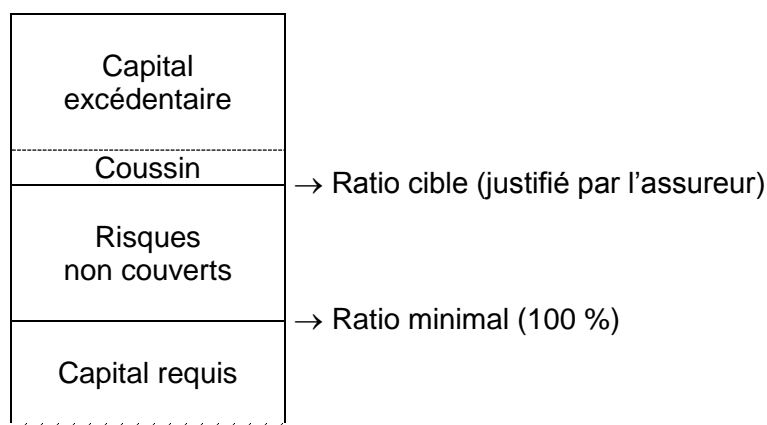 Capital
excédentaire
Coussin
→ Ratio cible (justifié par l’assureur)
Risques
non couverts
→ Ratio minimal (100 %)
Capital requis